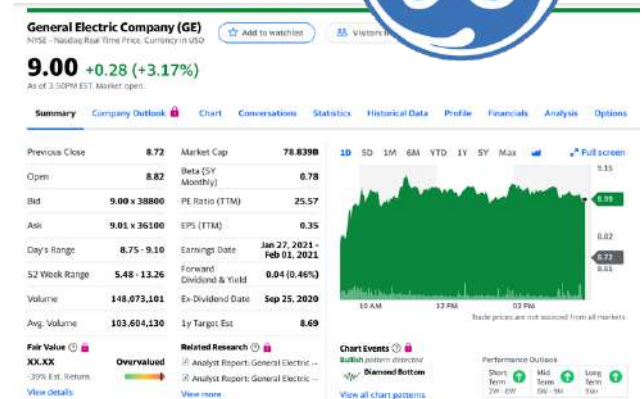 General Electric Company (GE)
NYSE - Nasdaq Real Time Price. Currency in USD
Add to watchlist
Visitors
9.00 +0.28 (+3.17%)
As of 3:50PM EST. Market open.
Summary Company Outlook Chart Conversations Statistics Historical Data Profile Financials Analysis Options
Previous Close 8.72 Market Cap 78.839B
Open 8.82 Beta (5Y Monthly) 0.78
Bid 9.00 x 38800 PE Ratio (TTM) 25.57
Ask 9.01 x 36100 EPS (TTM) 0.35
Day's Range 8.75 - 9.10 Earnings Date Jan 27, 2021 - Feb 01, 2021
52 Week Range 5.48 - 13.26 Forward Dividend & Yield 0.04 (0.46%)
Volume 148,073,101 Ex-Dividend Date Sep 25, 2020
Avg. Volume 103,604,130 1y Target Est 8.69
1D 5D 1M 6M YTD 1Y 5Y Max Full screen
9.15
8.99
8.82
8.72
8.65
10 AM 12 PM 02 PM
Trade prices are not sourced from all markets
Fair Value
XX.XX Overvalued
-39% Est. Return
View details
Related Research
Analyst Report: General Electric ...
Analyst Report: General Electric ...
View more
Chart Events
Bullish pattern detected
Diamond Bottom
View all chart patterns
Performance Outlook
Short Term Mid Term Long Term
2W - 6W 6W - 9M 9M+